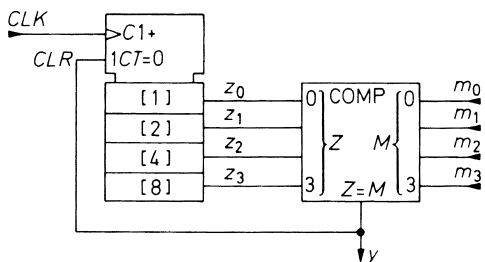 CLK
C1+
CLR
1CT=0
[1]
z₀
0
COMP
0
m₀
[2]
z₁
m₁
Z
M
[4]
z₂
m₂
[8]
z₃
3
Z=M
3
m₃
y